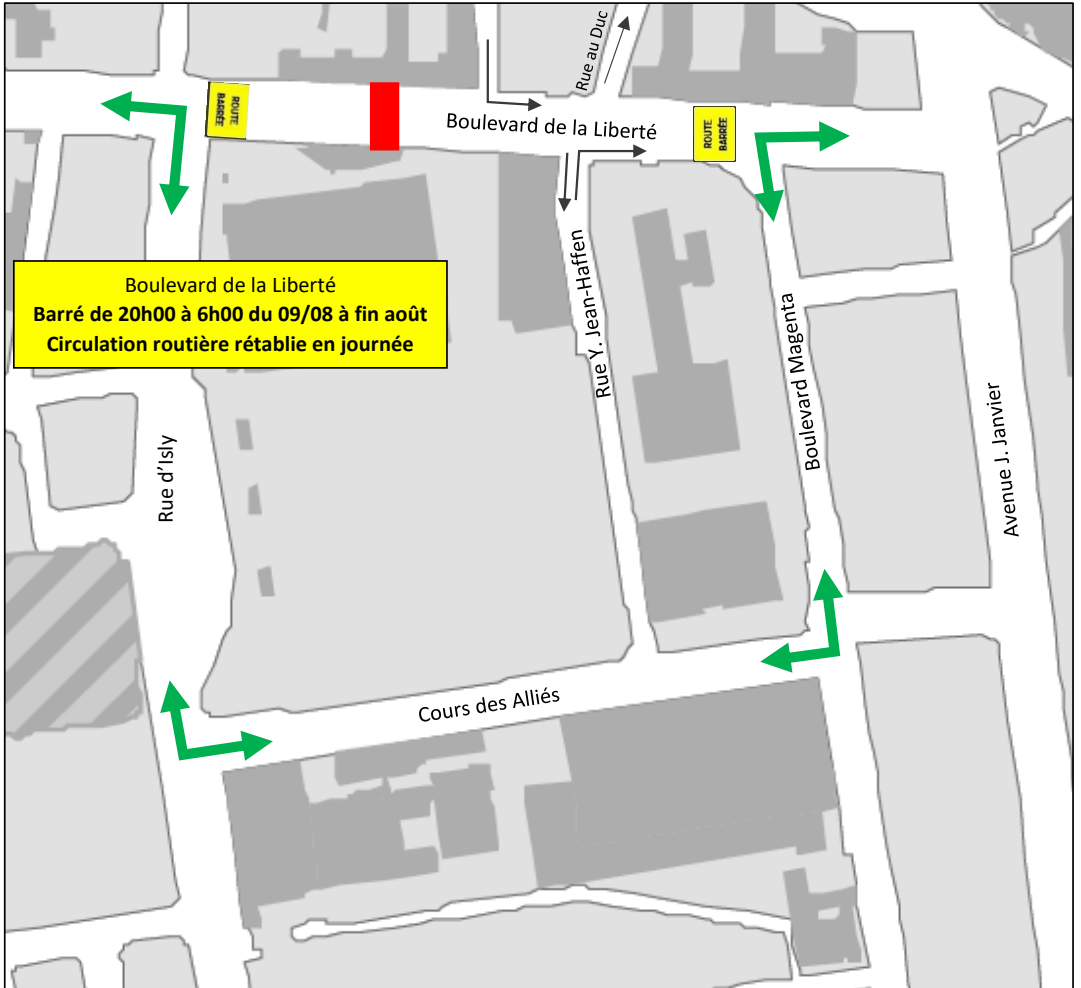 Rue au Duc
ROUTE
BARRÉE
Boulevard de la Liberté
ROUTE
BARRÉE
Boulevard de la Liberté
Barré de 20h00 à 6h00 du 09/08 à fin août
Circulation routière rétablie en journée
Rue Y. Jean-Haffen
Boulevard Magenta
Avenue J. Janvier
Rue d'Isly
Cours des Alliés